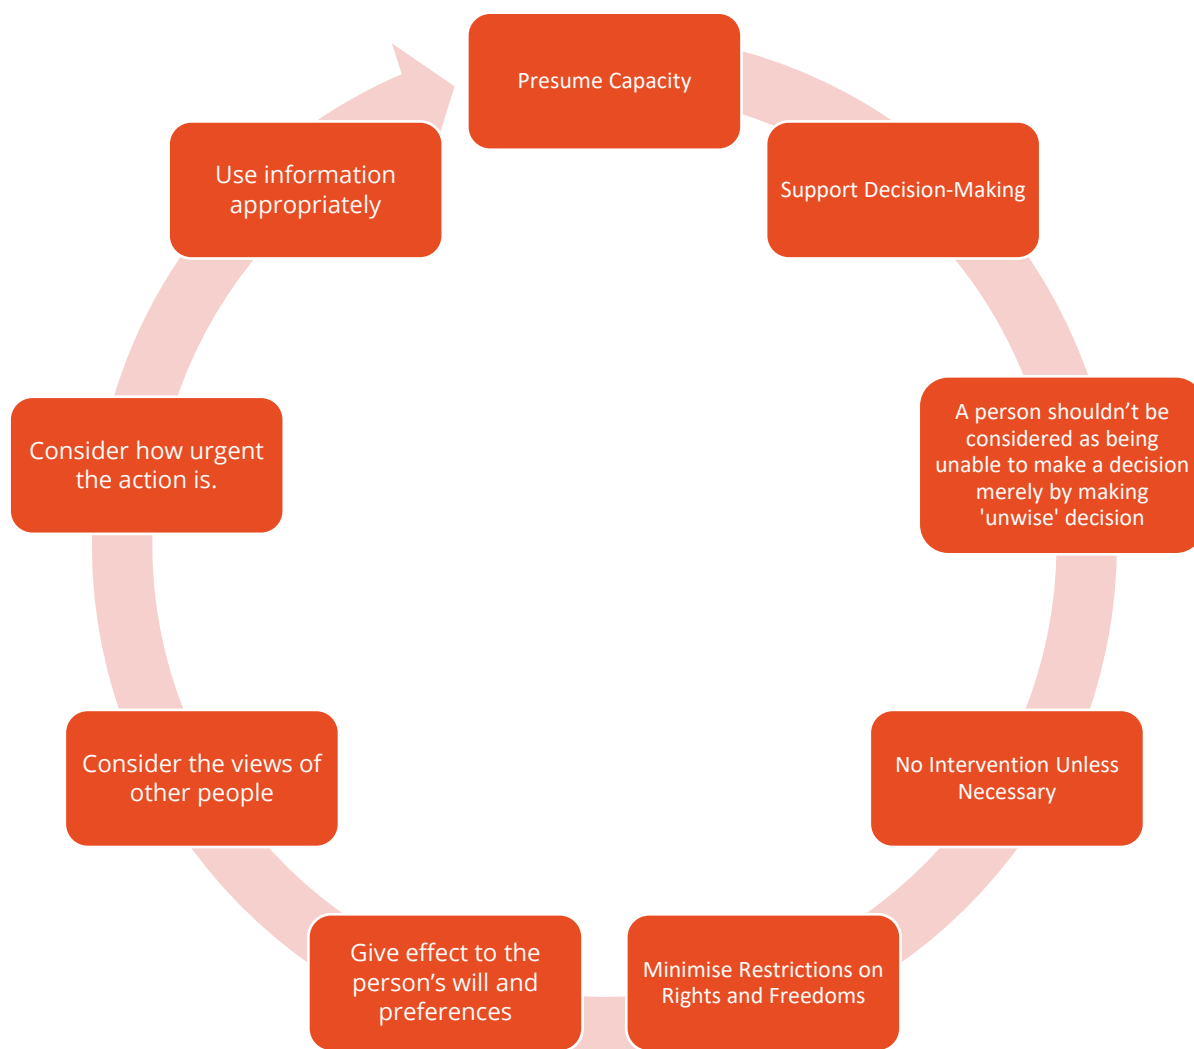 Presume Capacity
Support Decision-Making
A person shouldn’t be
considered as being
unable to make a decision
merely by making
'unwise' decision
No Intervention Unless
Necessary
Minimise Restrictions on
Rights and Freedoms
Give effect to the
person’s will and
preferences
Consider the views of
other people
Consider how urgent
the action is.
Use information
appropriately